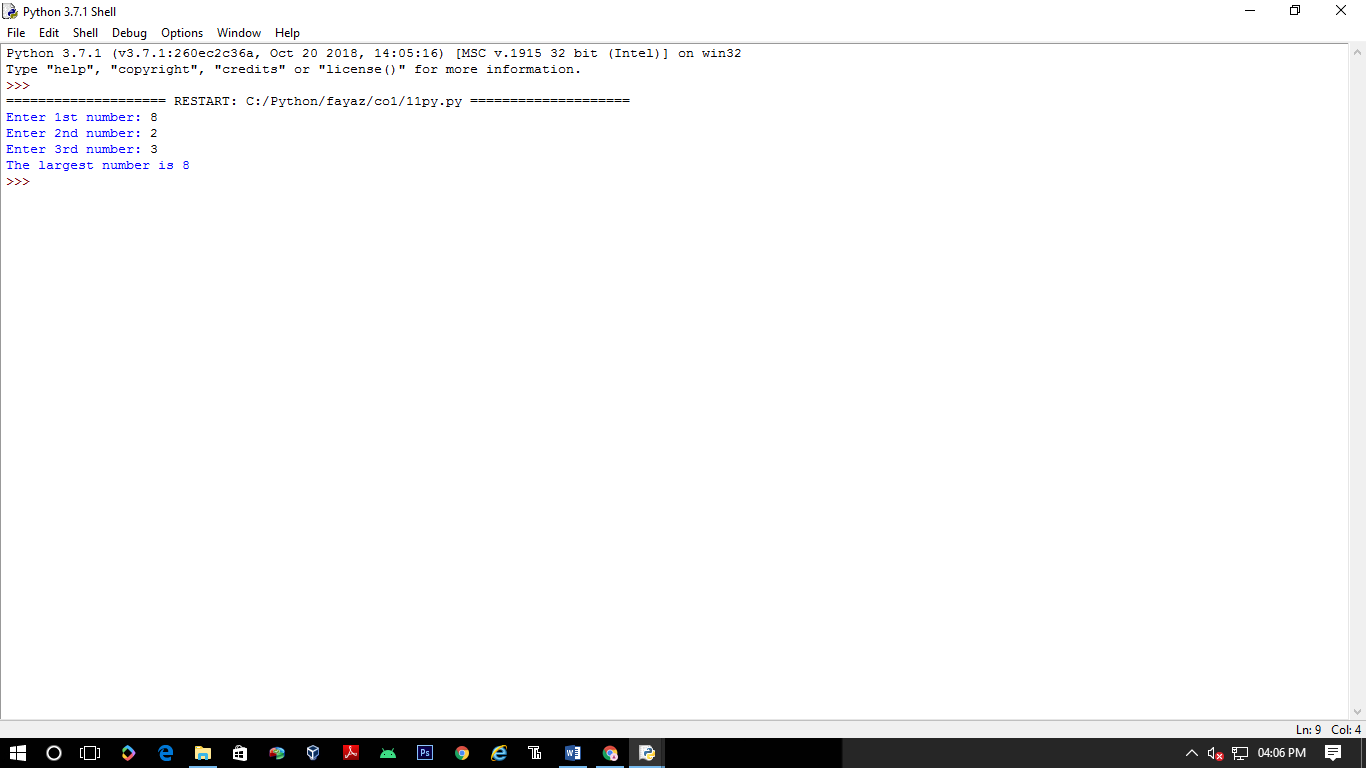 Python 3.7.1 Shell
File Edit Shell Debug Options Window Help
Python 3.7.1 (v3.7.1:260ec2c36a, Oct 20 2018, 14:05:16) [MSC v.1915 32 bit (Intel)] on win32
Type "help", "copyright", "credits" or "license()" for more information.
>>>
==================== RESTART: C:/Python/fayaz/co1/11py.py ====================
Enter 1st number: 8
Enter 2nd number: 2
Enter 3rd number: 3
The largest number is 8
>>>
Ln: 9 Col: 4
Ps
04:06 PM